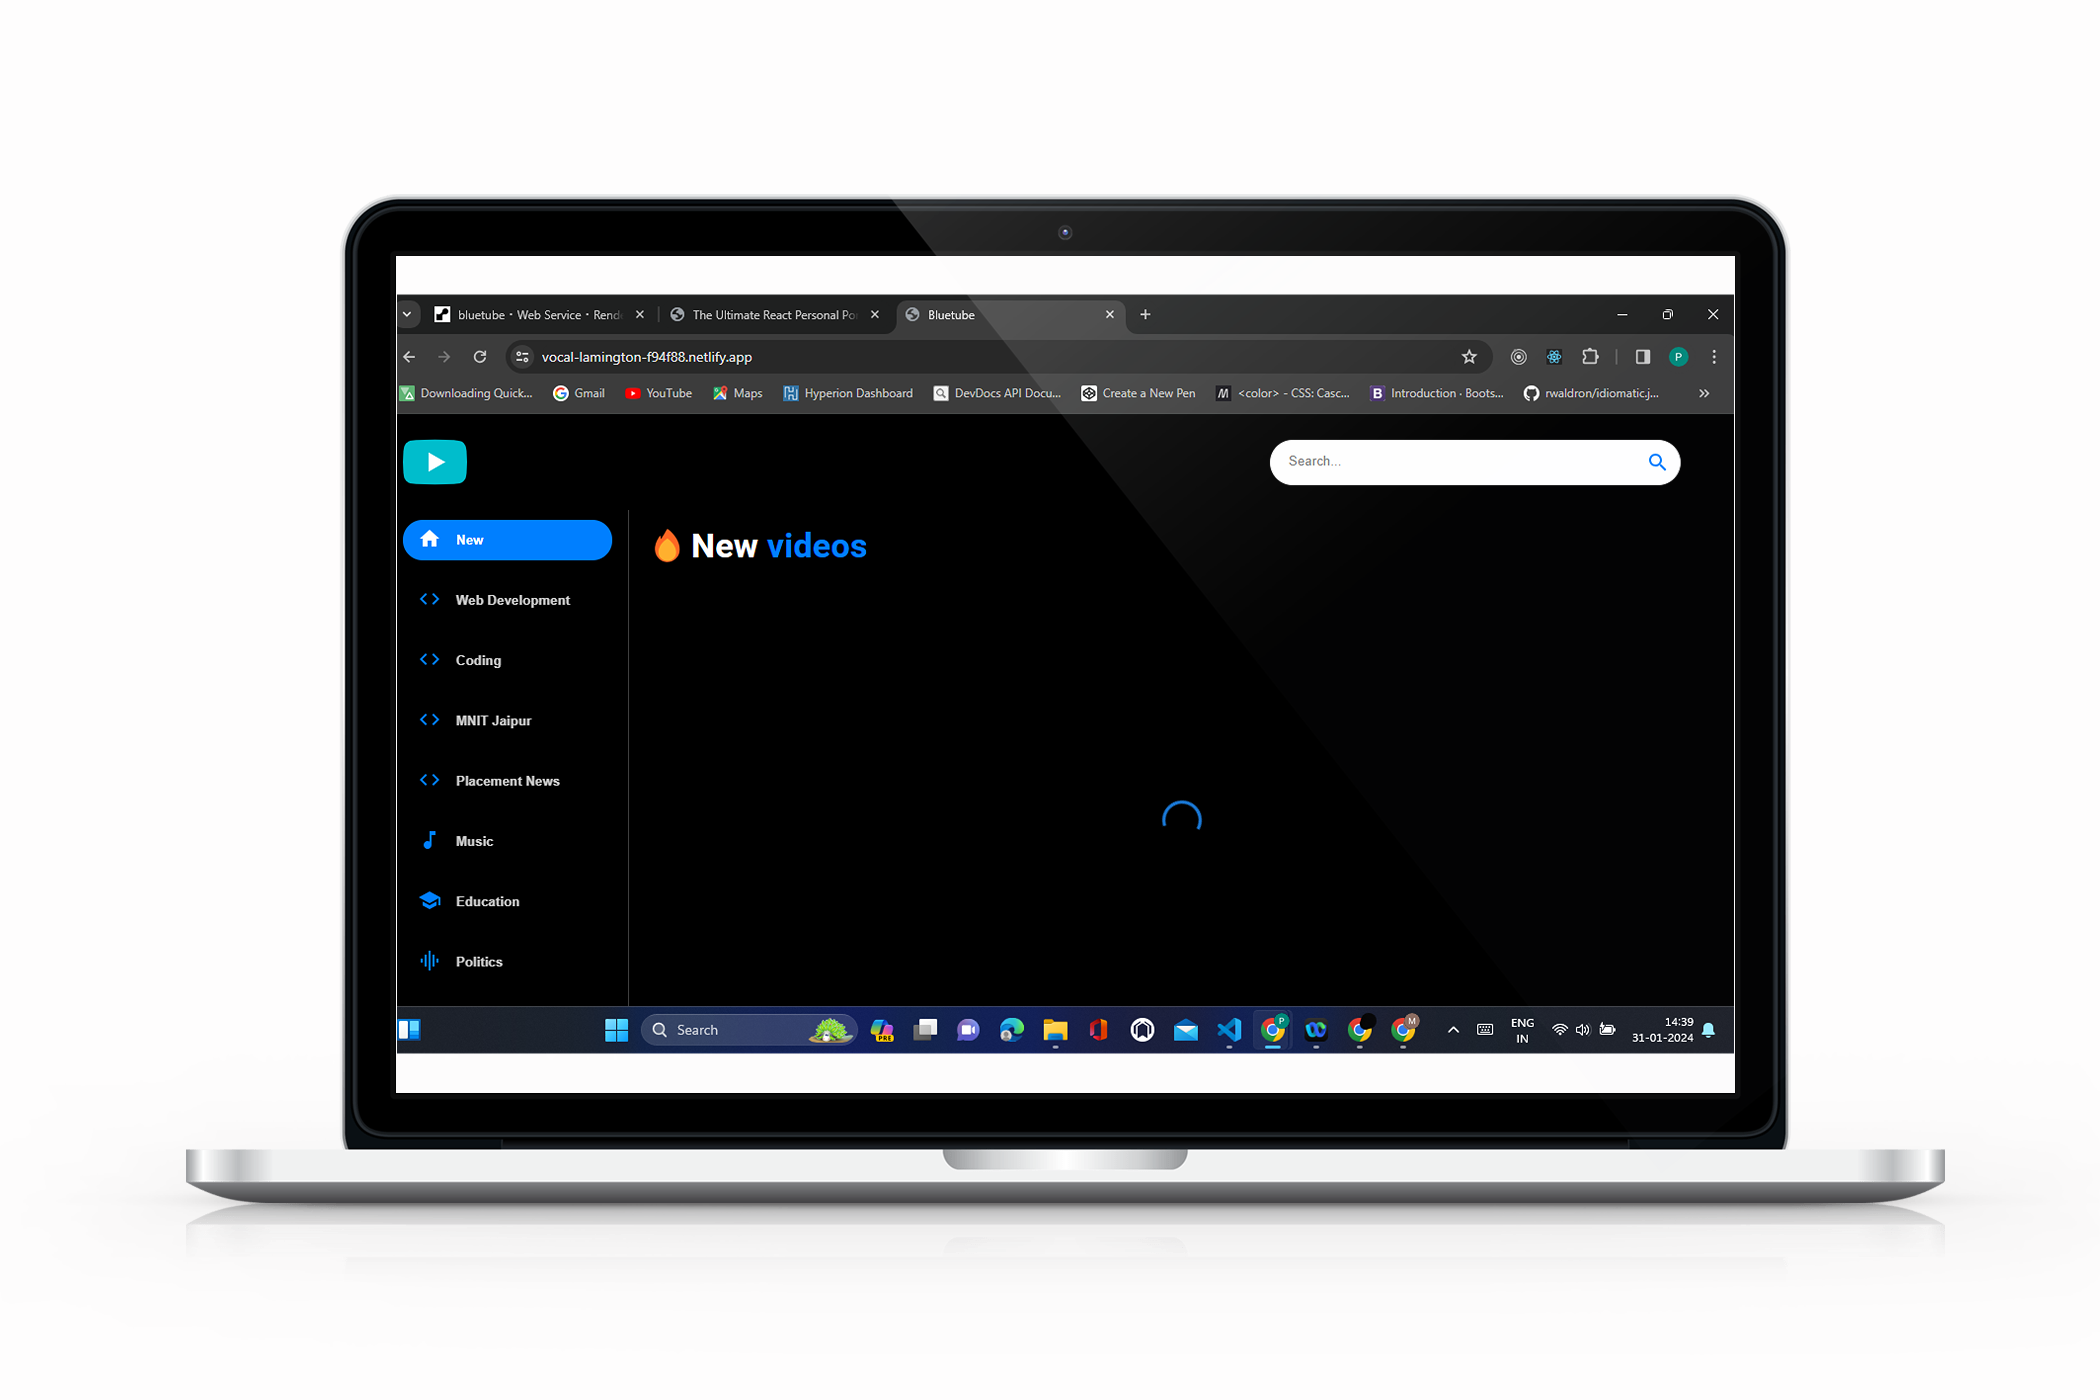 bluetube · Web Service · Rend
The Ultimate React Personal Po
Bluetube
vocal-lamington-f94f88.netlify.app
P
Downloading Quick...
Gmail
YouTube
Maps
Hyperion Dashboard
DevDocs API Docu...
Create a New Pen
<color> - CSS: Casc...
Introduction · Boots...
rwaldron/idiomatic.j...
Search...
New
New videos
Web Development
Coding
MNIT Jaipur
Placement News
Music
Education
Politics
Search
PRE
P
M
ENG
IN
14:39
31-01-2024